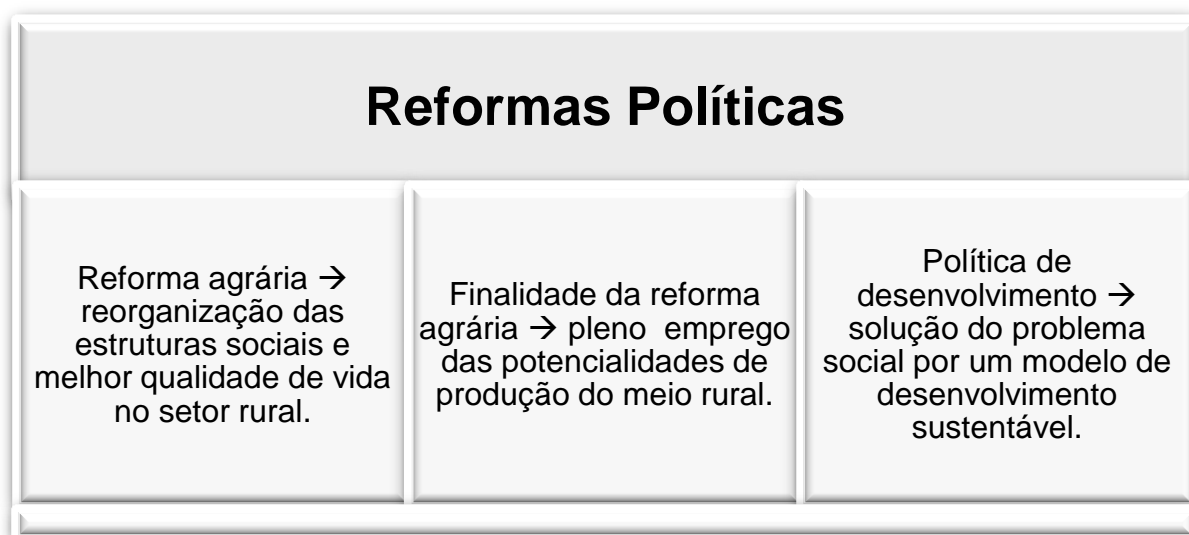 Reformas Políticas
Reforma agrária →
reorganização das
estruturas sociais e
melhor qualidade de vida
no setor rural.
Finalidade da reforma
agrária → pleno  emprego
das potencialidades de
produção do meio rural.
Política de
desenvolvimento →
solução do problema
social por um modelo de
desenvolvimento
sustentável.